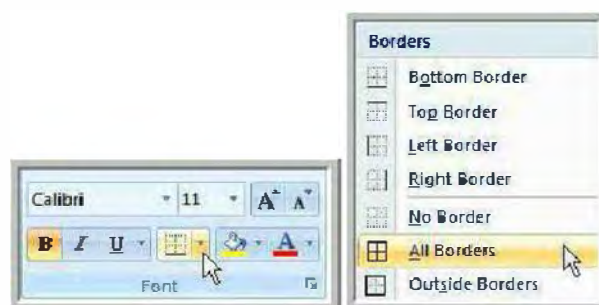 Calibri 11 A A
B I U A
Font
Borders
Bottom Border
Top Border
Left Border
Right Border
No Border
All Borders
Outside Borders